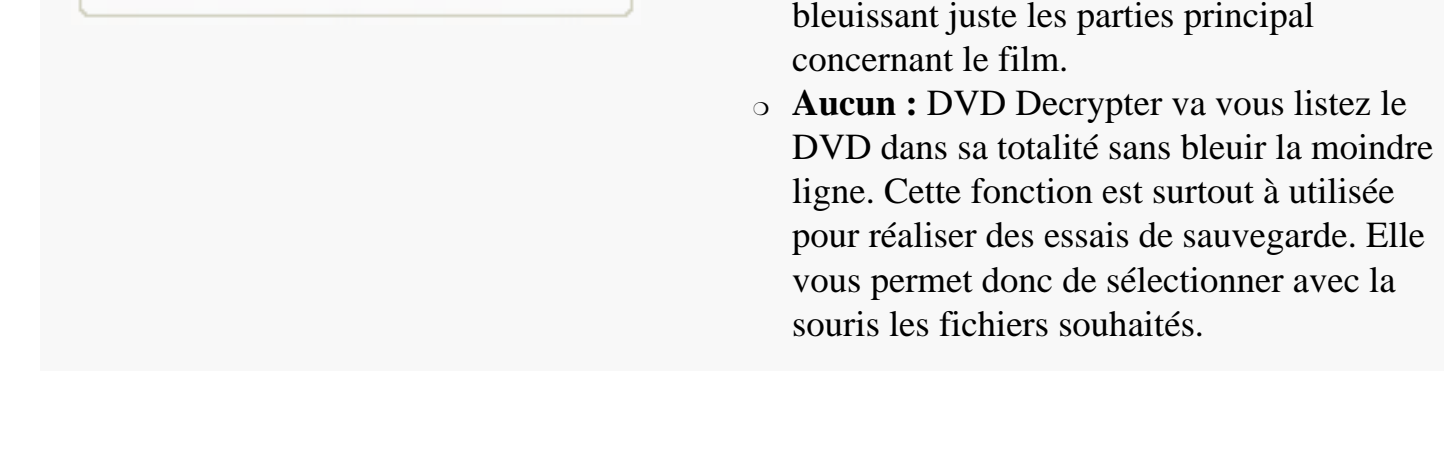 bleuissant juste les parties principal
concernant le film.
❍ Aucun : DVD Decrypter va vous listez le
DVD dans sa totalité sans bleuir la moindre
ligne. Cette fonction est surtout à utilisée
pour réaliser des essais de sauvegarde. Elle
vous permet donc de sélectionner avec la
souris les fichiers souhaités.